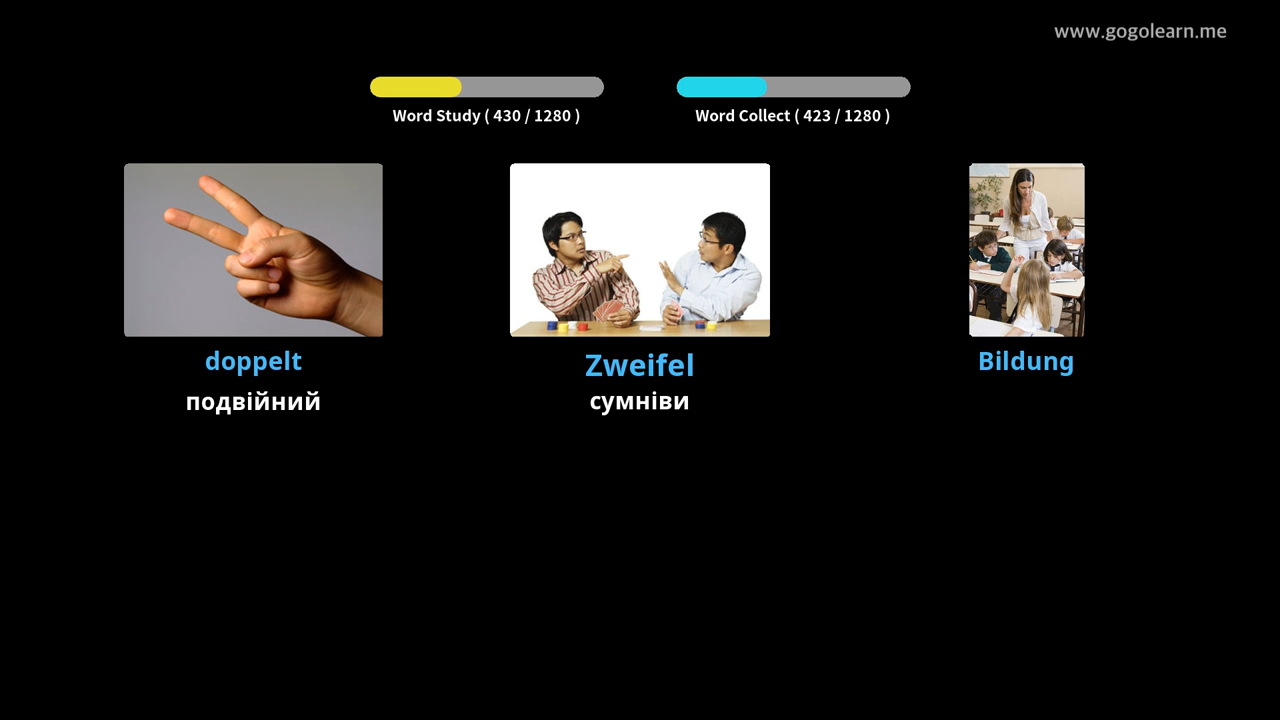 www.gogolearn.me
Word Study ( 430 / 1280 )
Word Collect ( 423 / 1280 )
doppelt
Zweifel
Bildung
подвійний
сумніви